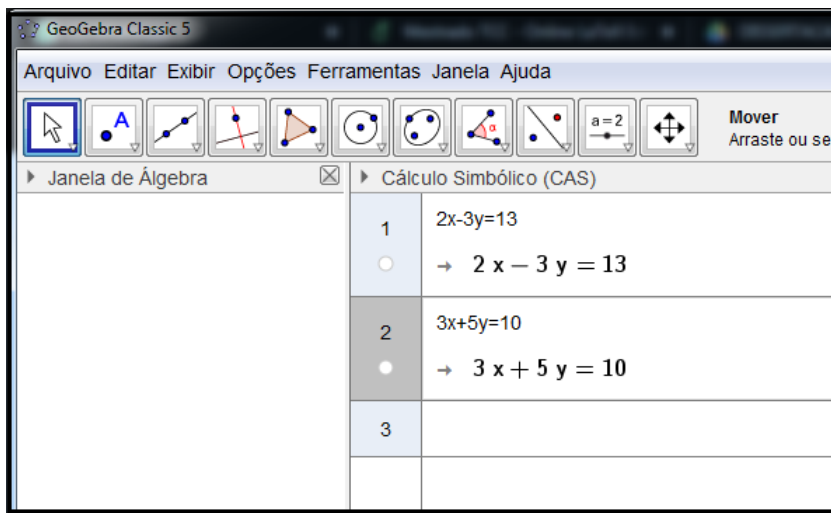 GeoGebra Classic 5
Arquivo Editar Exibir Opções Ferramentas Janela Ajuda
A
α
a=2
Mover
Arraste ou se
Janela de Álgebra
Cálculo Simbólico (CAS)
1
2x-3y=13
→ 2 x − 3 y = 13
2
3x+5y=10
→ 3 x + 5 y = 10
3